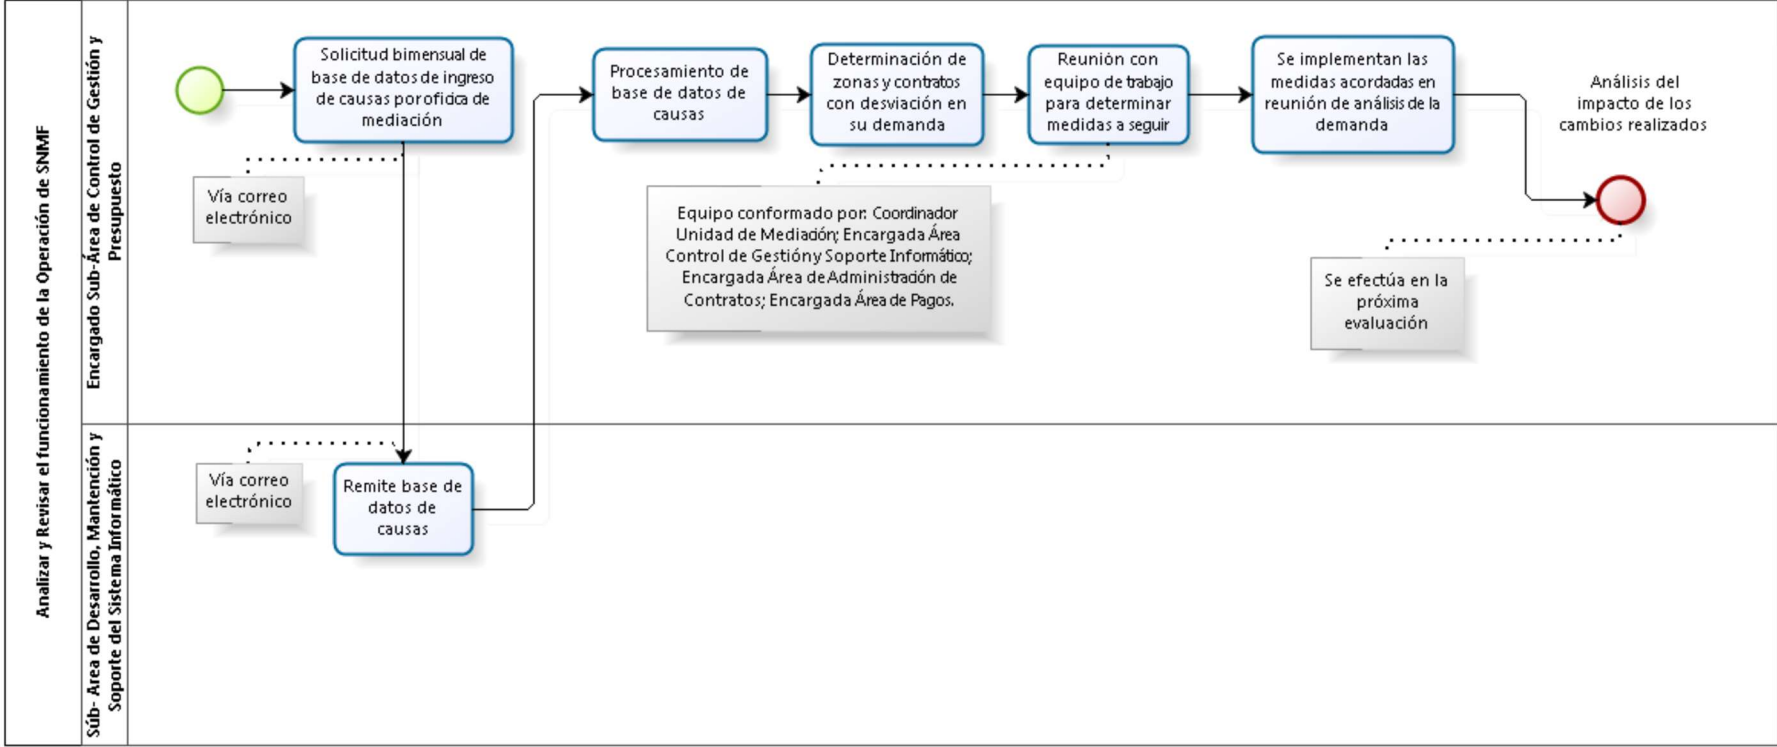 Analizar y Revisar el funcionamiento de la Operación de SNMF
Encargado Sub-Área de Control de Gestión y
Presupuesto
Solicitud bimensual de
base de datos de ingreso
de causas por oficica de
mediación
Vía correo
electrónico
Procesamiento de
base de datos de
causas
Determinación de
zonas y contratos
con desviación en
su demanda
Reunión con
equipo de trabajo
para determinar
medidas a seguir
Equipo conformado por: Coordinador
Unidad de Mediación; Encargada Área
Control de Gestión y Soporte Informático;
Encargada Área de Administración de
Contratos; Encargada Área de Pagos.
Se implementan las
medidas acordadas en
reunión de análisis de la
demanda
Análisis del
impacto de los
cambios realizados
Se efectúa en la
próxima
evaluación
Súb- Area de Desarrollo, Mantención y
Soporte del Sistema Informático
Vía correo
electrónico
Remite base de
datos de
causas